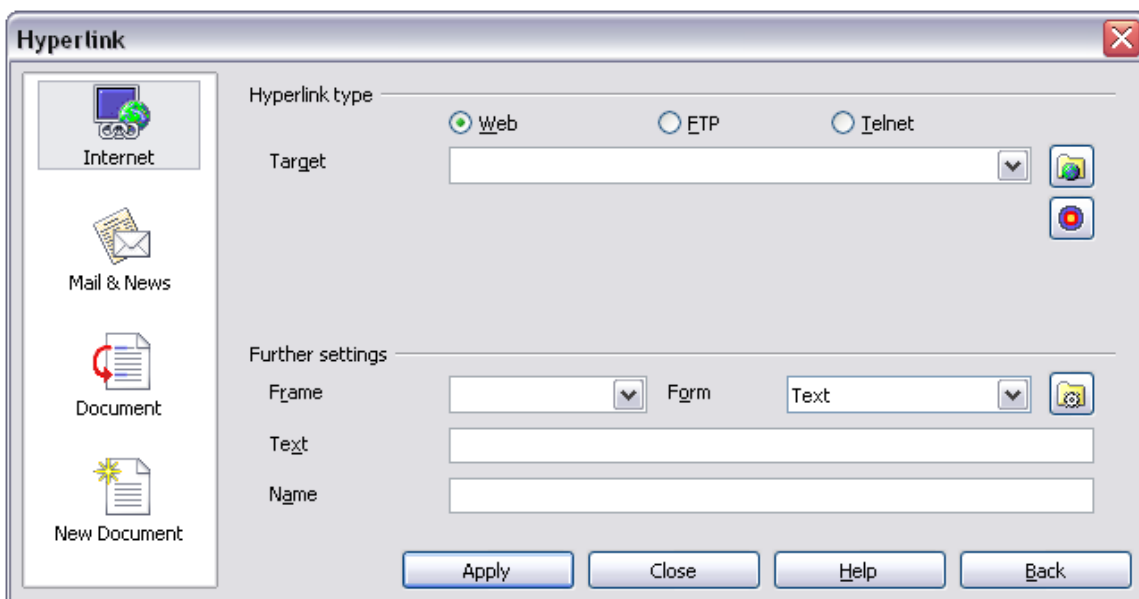 Hyperlink
Internet
Mail & News
Document
New Document
Hyperlink type
Web FTP Telnet
Target
Further settings
Frame Form Text
Text
Name
Apply Close Help Back